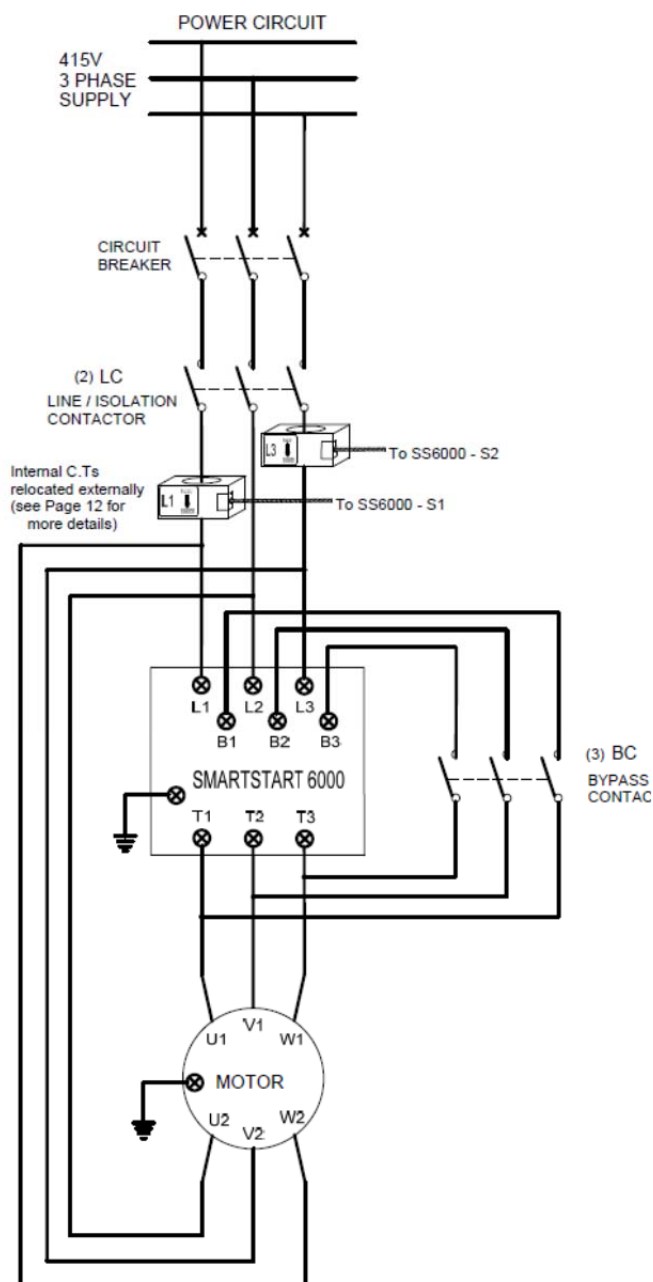 POWER CIRCUIT
415V
3 PHASE
SUPPLY
CIRCUIT
BREAKER
(2) LC
LINE / ISOLATION
CONTACTOR
L3
To SS6000 - S2
Internal C.Ts
relocated externally
(see Page 12 for
more details)
L1
To SS6000 - S1
L1 L2 L3
B1 B2 B3
(3) BC
BYPASS
CONTAC
SMARTSTART 6000
T1 T2 T3
U1 V1 W1
MOTOR
U2 V2 W2